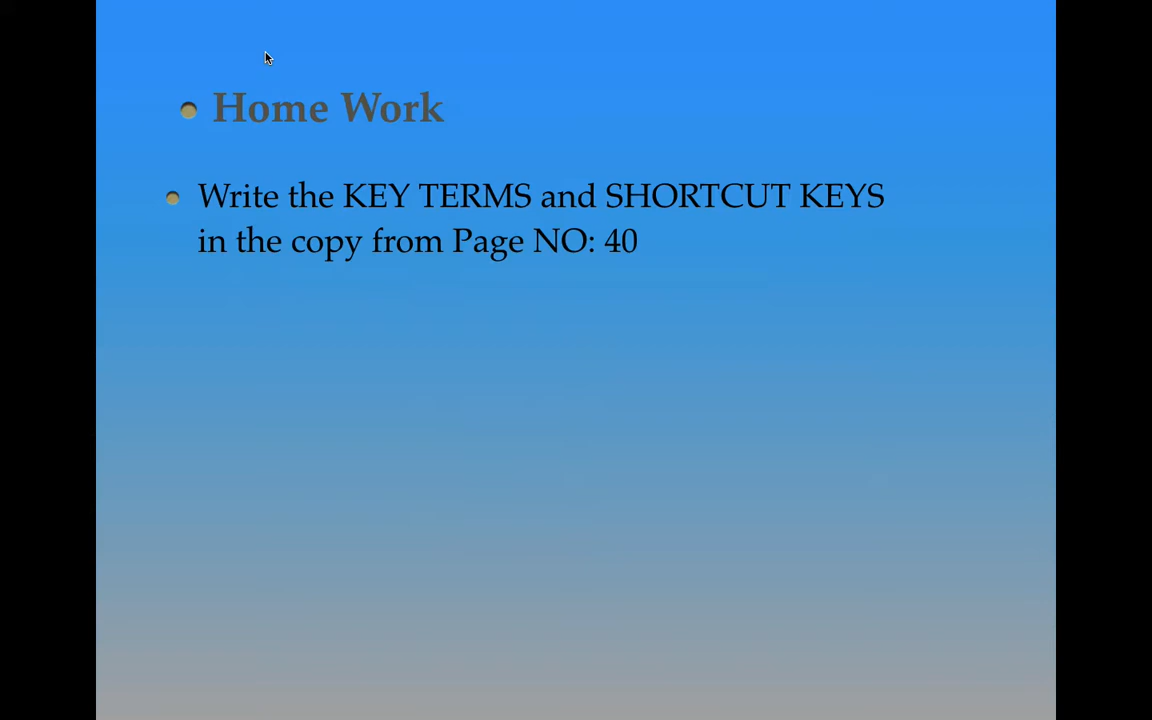 Home Work
Write the KEY TERMS and SHORTCUT KEYS
in the copy from Page NO: 40